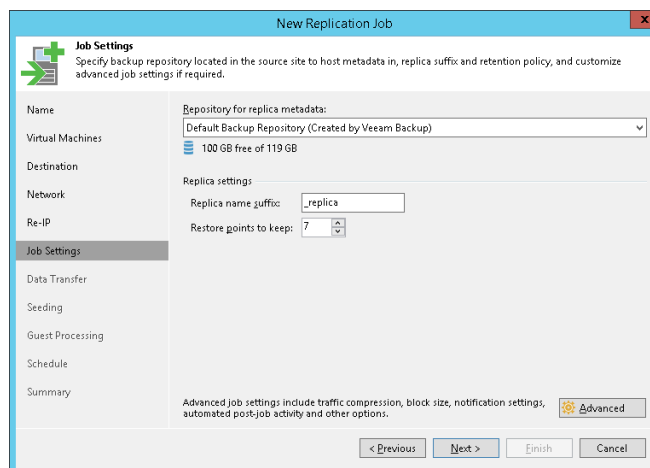 New Replication Job
x
Job Settings
Specify backup repository located in the source site to host metadata in, replica suffix and retention policy, and customize
advanced job settings if required.
Name
Virtual Machines
Destination
Network
Re-IP
Job Settings
Data Transfer
Seeding
Guest Processing
Schedule
Summary
Repository for replica metadata:
Default Backup Repository (Created by Veeam Backup)
100 GB free of 119 GB
Replica settings
Replica name suffix:
_replica
Restore points to keep:
7
Advanced job settings include traffic compression, block size, notification settings,
automated post-job activity and other options.
Advanced
< Previous
Next >
Finish
Cancel